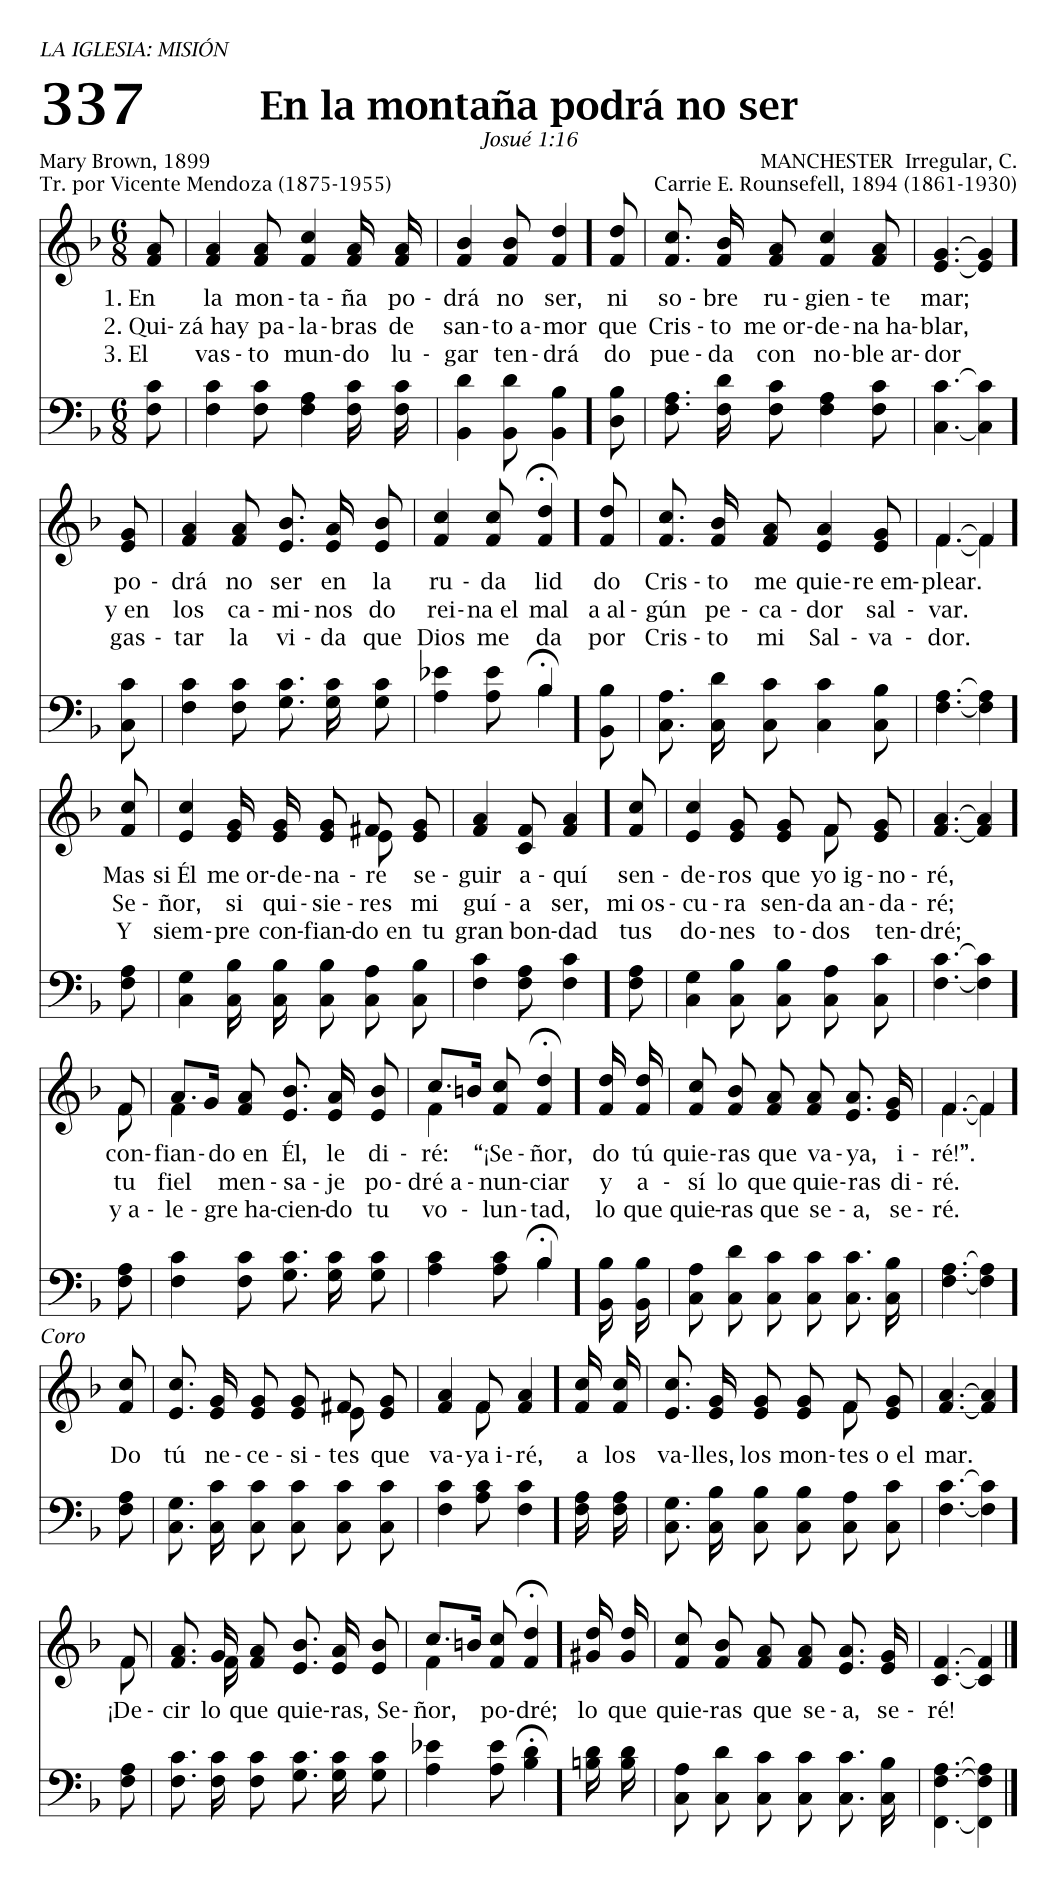 LA IGLESIA: MISIÓN
337
En la montaña podrá no ser
Josué 1:16
Mary Brown, 1899
MANCHESTER Irregular, C.
Tr. por Vicente Mendoza (1875-1955)
Carrie E. Rounsefell, 1894 (1861-1930)
6 8
1. En la mon - ta - ña po - drá no ser, ni so - bre ru - gien - te mar;
2. Qui- zá hay pa - la - bras de san - to a - mor que Cris - to me or - de - na ha - blar,
3. El vas - to mun - do lu - gar ten - drá do pue - da con no - ble ar - dor
6 8
po - drá no ser en la ru - da lid do Cris - to me quie - re em - plear.
y en los ca - mi - nos do rei - na el mal a al - gún pe - ca - dor sal - var.
gas - tar la vi - da que Dios me da por Cris - to mi Sal - va - dor.
Mas si Él me or - de - na - re se - guir a - quí sen - de - ros que yo ig - no - ré,
Se - ñor, si qui - sie - res mi guí - a ser, mi os - cu - ra sen - da an - da - ré;
Y siem - pre con - fian - do en tu gran bon - dad tus do - nes to - dos ten - dré;
con - fian - do en Él, le di - ré: “¡Se - ñor, do tú quie - ras que va - ya, i - ré!”.
tu fiel men - sa - je po - dré a - nun - ciar y a - sí lo que quie - ras di - ré.
y a - le - gre ha - cien - do tu vo - lun - tad, lo que quie - ras que se - a, se - ré.
Coro
Do tú ne - ce - si - tes que va - ya i - ré, a los va - lles, los mon - tes o el mar.
¡De - cir lo que quie - ras, Se - ñor, po - dré; lo que quie - ras que se - a, se - ré!